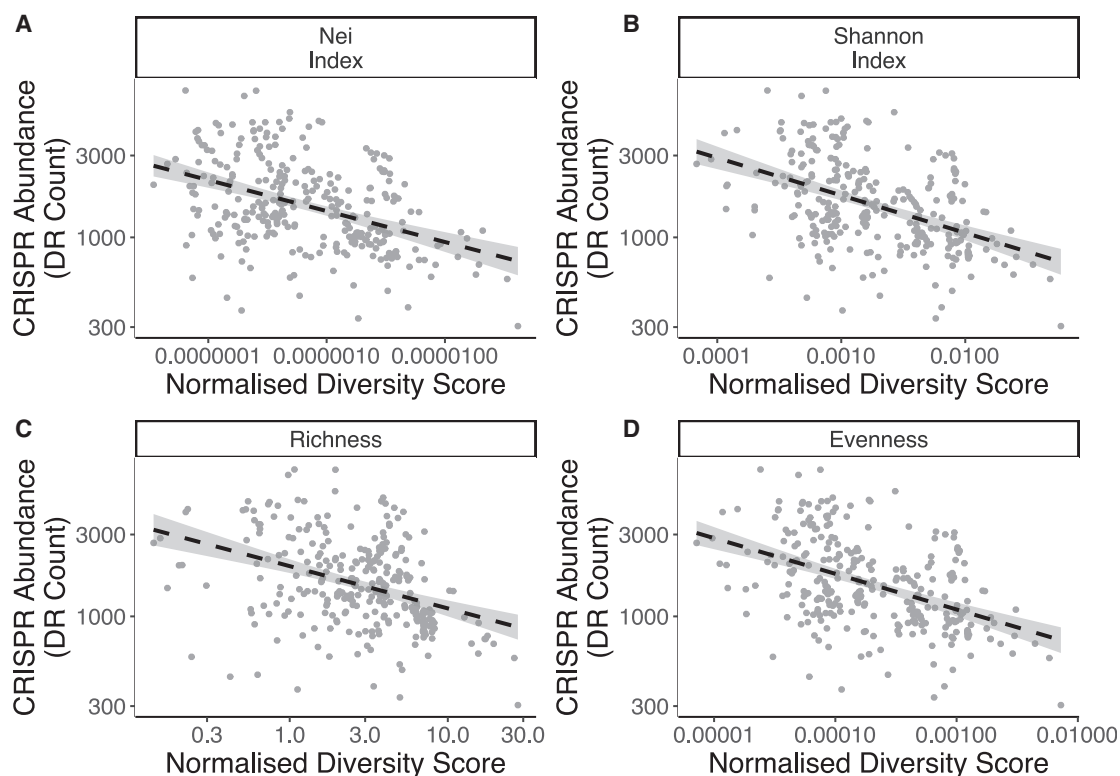 A
Nei
Index
CRISPR Abundance
(DR Count)
3000
1000
300
0.0000001 0.0000010 0.0000100
Normalised Diversity Score
B
Shannon
Index
CRISPR Abundance
(DR Count)
3000
1000
300
0.0001 0.0010 0.0100
Normalised Diversity Score
C
Richness
CRISPR Abundance
(DR Count)
3000
1000
300
0.3 1.0 3.0 10.0 30.0
Normalised Diversity Score
D
Evenness
CRISPR Abundance
(DR Count)
3000
1000
300
0.00001 0.00010 0.00100 0.01000
Normalised Diversity Score